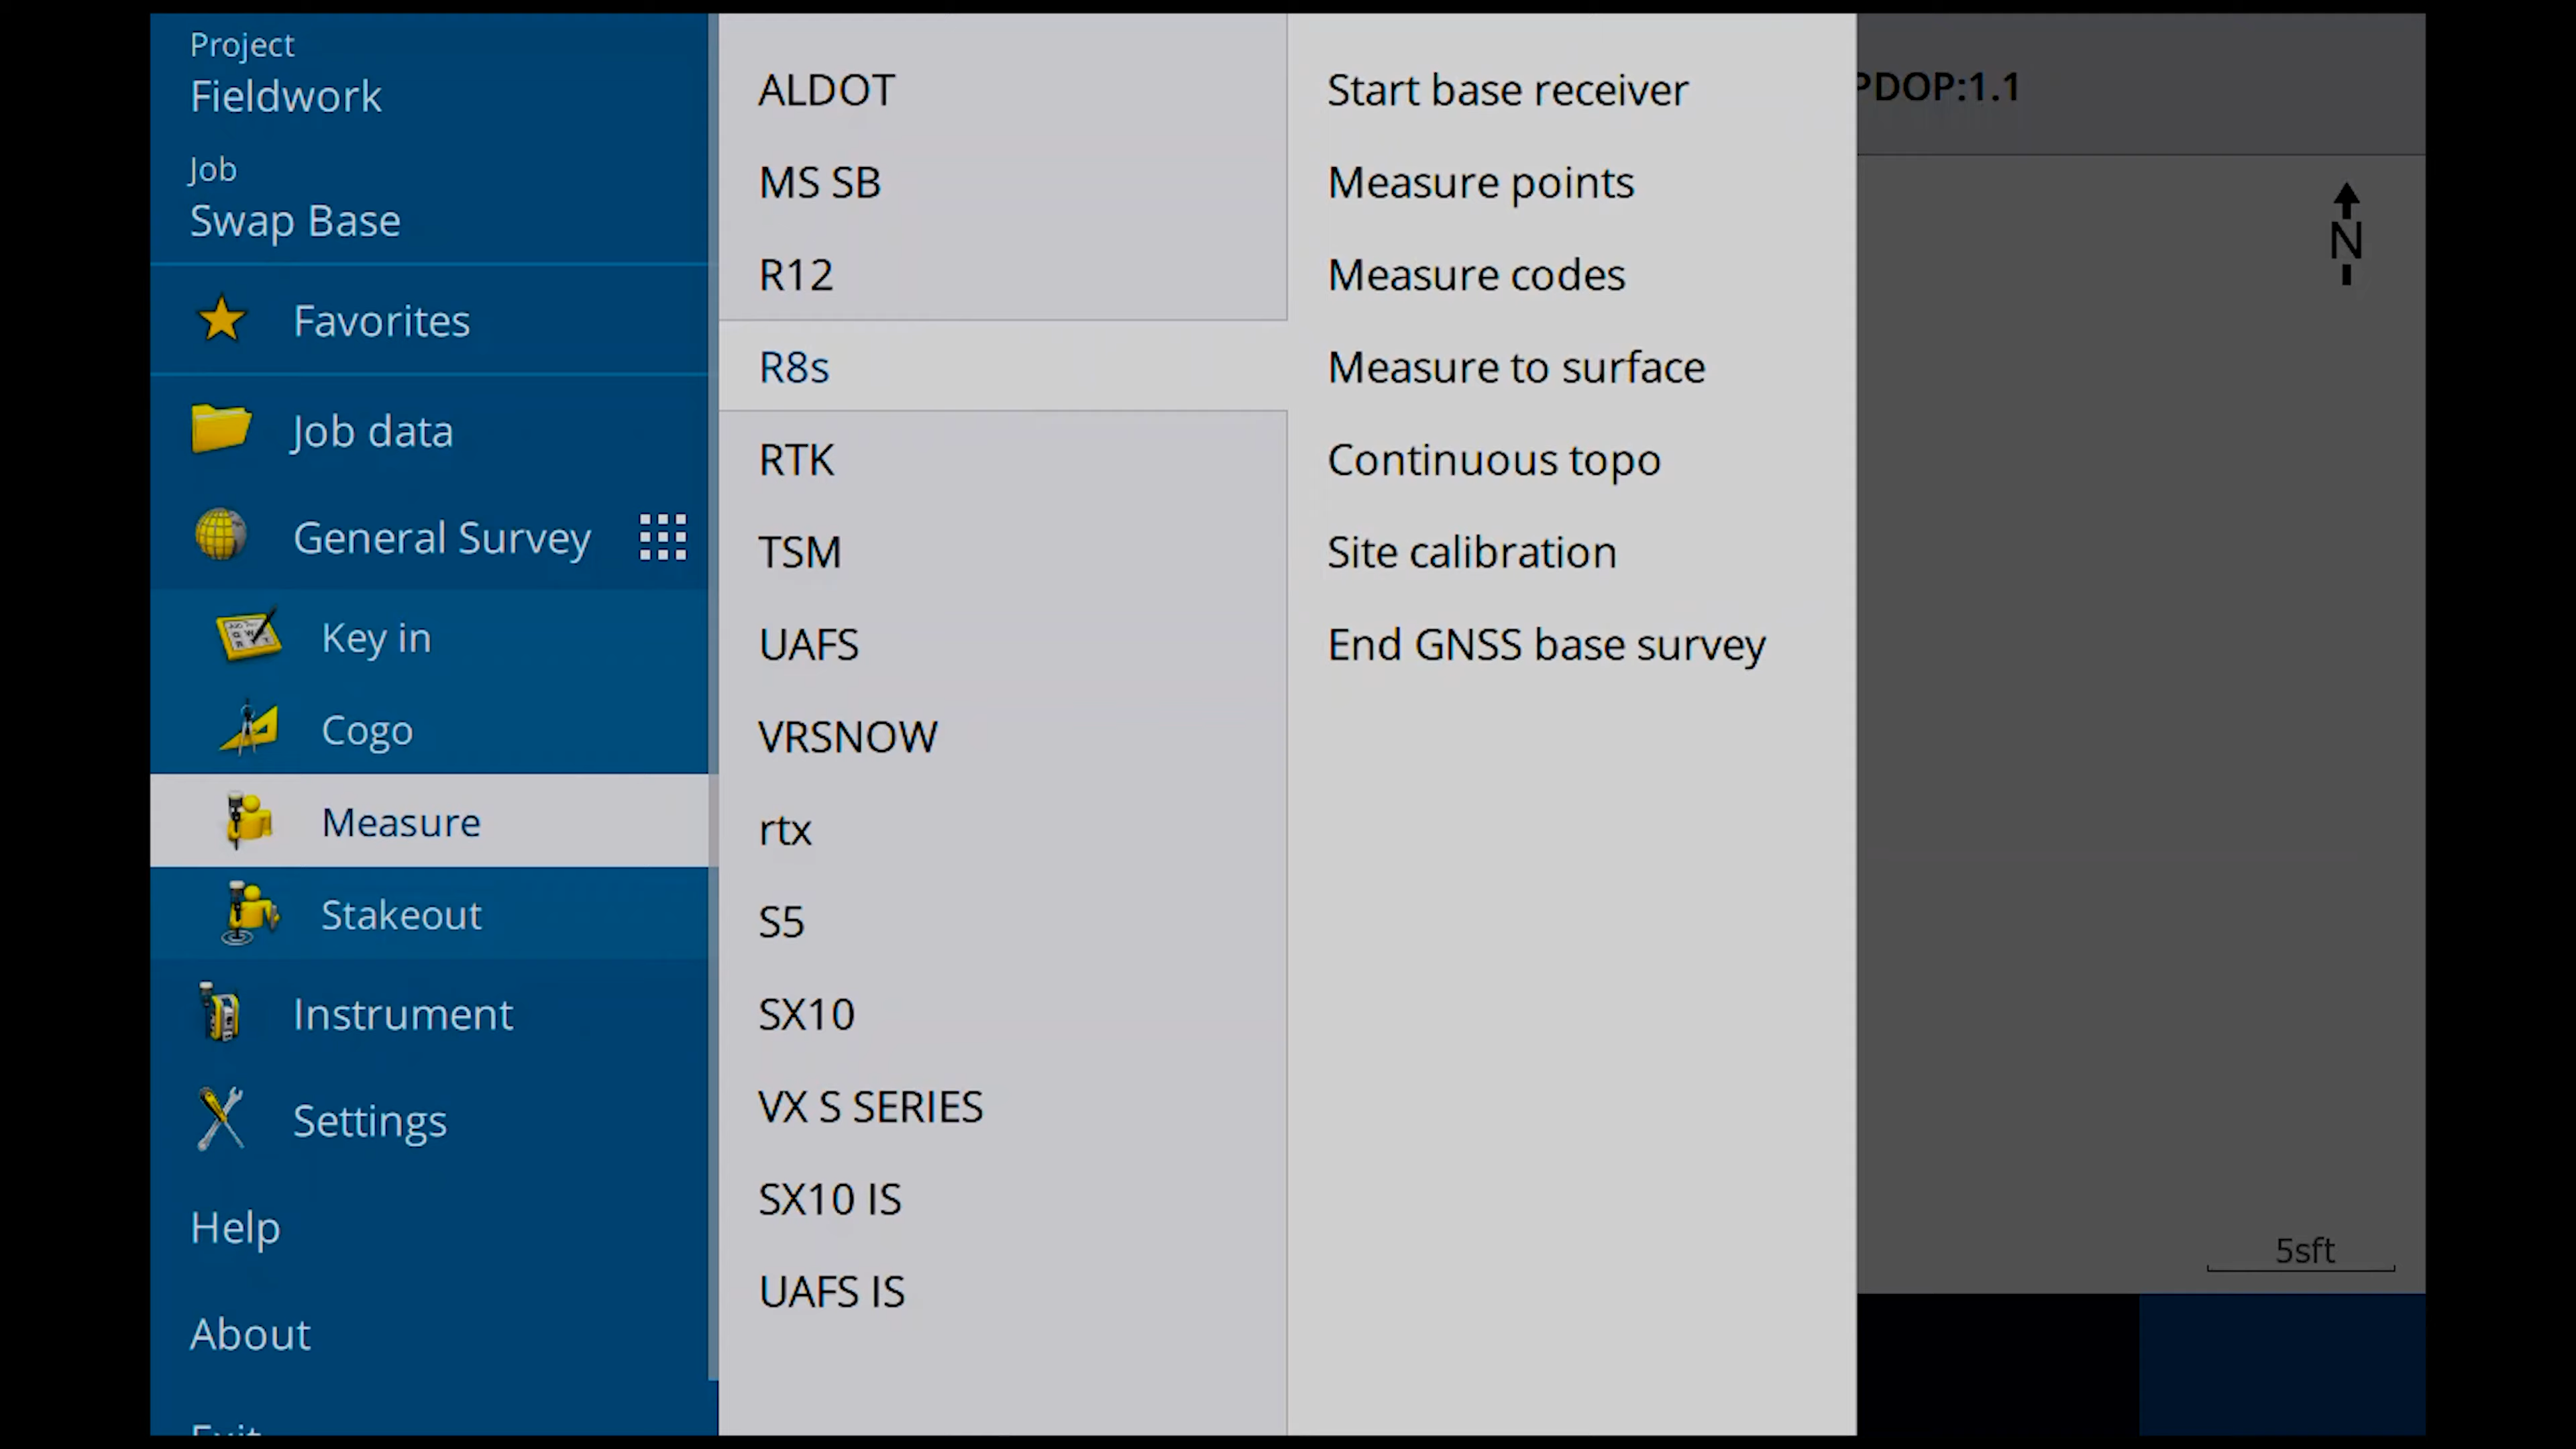 Project
Fieldwork
Job
Swap Base
Favorites
Job data
General Survey
Key in
Cogo
Measure
Stakeout
Instrument
Settings
Help
About
Exit
ALDOT
MS SB
R12
R8s
RTK
TSM
UAFS
VRSNOW
rtx
S5
SX10
VX S SERIES
SX10 IS
UAFS IS
Start base receiver
Measure points
Measure codes
Measure to surface
Continuous topo
Site calibration
End GNSS base survey
PDOP:1.1
N
5sft